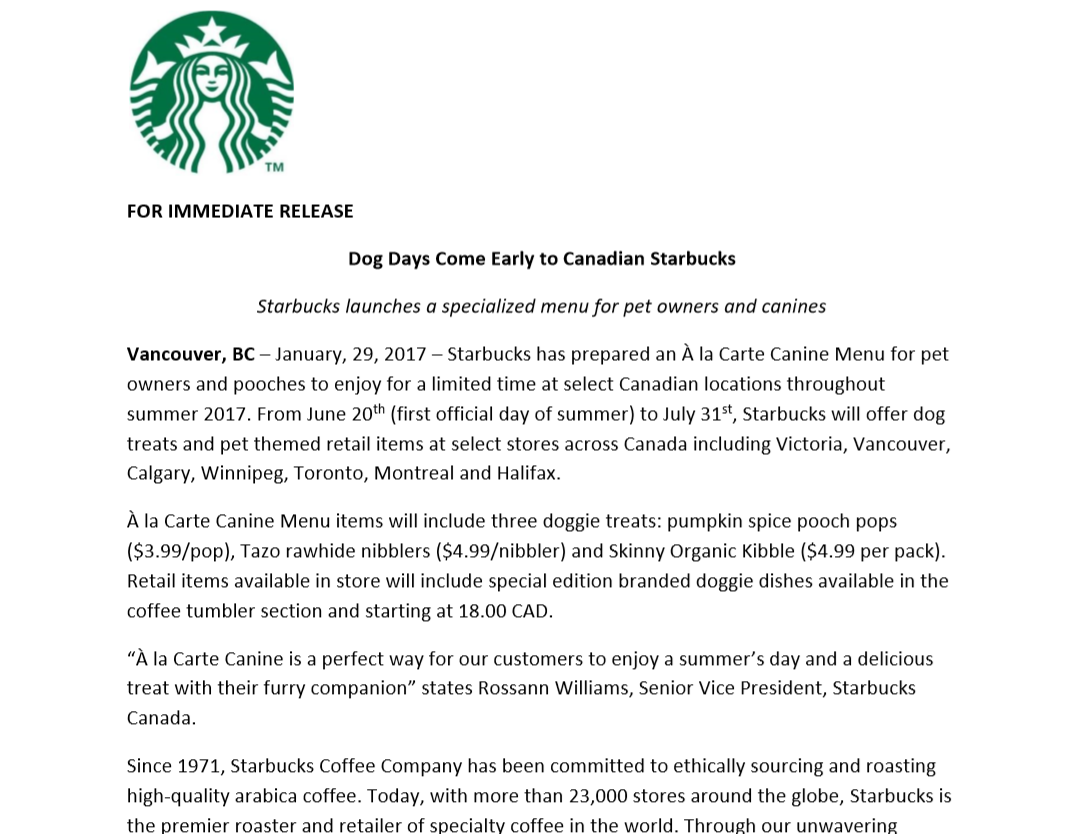 TM
FOR IMMEDIATE RELEASE
Dog Days Come Early to Canadian Starbucks
Starbucks launches a specialized menu for pet owners and canines
Vancouver, BC – January, 29, 2017 – Starbucks has prepared an À la Carte Canine Menu for pet
owners and pooches to enjoy for a limited time at select Canadian locations throughout
summer 2017. From June 20th (first official day of summer) to July 31st, Starbucks will offer dog
treats and pet themed retail items at select stores across Canada including Victoria, Vancouver,
Calgary, Winnipeg, Toronto, Montreal and Halifax.
À la Carte Canine Menu items will include three doggie treats: pumpkin spice pooch pops
($3.99/pop), Tazo rawhide nibblers ($4.99/nibbler) and Skinny Organic Kibble ($4.99 per pack).
Retail items available in store will include special edition branded doggie dishes available in the
coffee tumbler section and starting at 18.00 CAD.
“À la Carte Canine is a perfect way for our customers to enjoy a summer’s day and a delicious
treat with their furry companion” states Rossann Williams, Senior Vice President, Starbucks
Canada.
Since 1971, Starbucks Coffee Company has been committed to ethically sourcing and roasting
high-quality arabica coffee. Today, with more than 23,000 stores around the globe, Starbucks is
the premier roaster and retailer of specialty coffee in the world. Through our unwavering